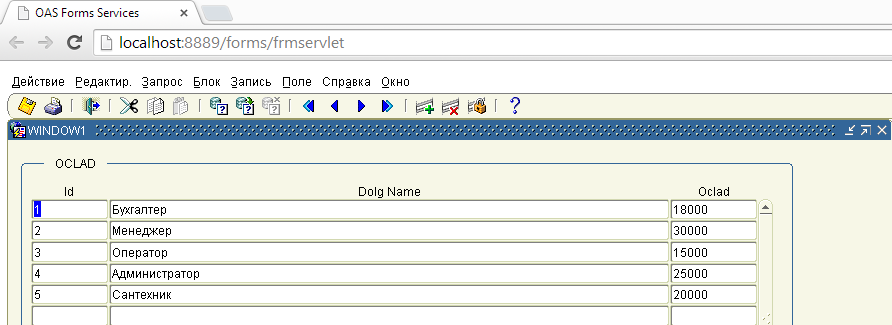 OAS Forms Services
localhost:8889/forms/frmservlet
Действие Редактир. Запрос Блок Запись Поле Справка Окно
WINDOW1
OCLAD
Id Dolg Name Oclad
1 Бухгалтер 18000
2 Менеджер 30000
3 Оператор 15000
4 Администратор 25000
5 Сантехник 20000